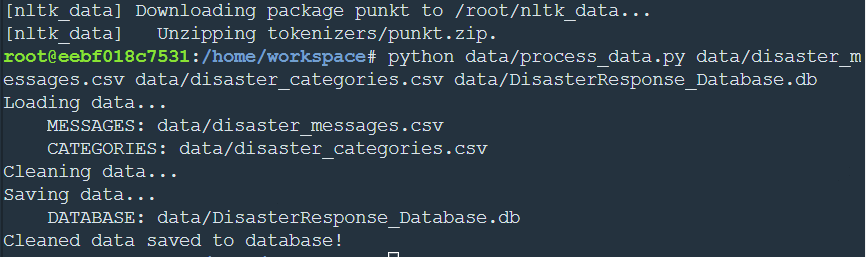 [nltk_data] Downloading package punkt to /root/nltk_data...
[nltk_data]   Unzipping tokenizers/punkt.zip.
root@eebf018c7531:/home/workspace# python data/process_data.py data/disaster_m
essages.csv data/disaster_categories.csv data/DisasterResponse_Database.db
Loading data...
    MESSAGES: data/disaster_messages.csv
    CATEGORIES: data/disaster_categories.csv
Cleaning data...
Saving data...
    DATABASE: data/DisasterResponse_Database.db
Cleaned data saved to database!